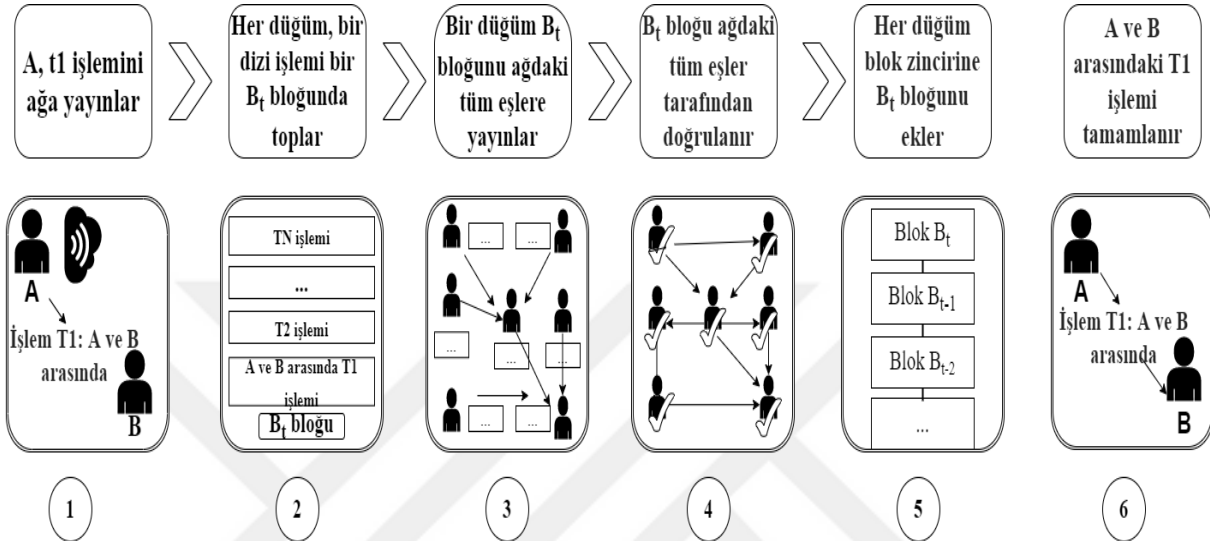 A, t1 işlemini
ağa yayınlar
Her düğüm, bir
dizi işlemi bir
Bt bloğunda
toplar
Bir düğüm Bt
bloğunu ağdaki
tüm eşlere
yayınlar
Bt bloğu ağdaki
tüm eşler
tarafından
doğrulanır
Her düğüm
blok zincirine
Bt bloğunu
ekler
A ve B
arasındaki T1
işlemi
tamamlanır
A
İşlem T1: A ve B
arasında
B
TN işlemi
...
T2 işlemi
A ve B arasında T1
işlemi
Bt bloğu
... ...
... ... ...
... ...
Blok Bt
Blok Bt-1
Blok Bt-2
...
A
İşlem T1: A ve B
arasında
B
1
2
3
4
5
6